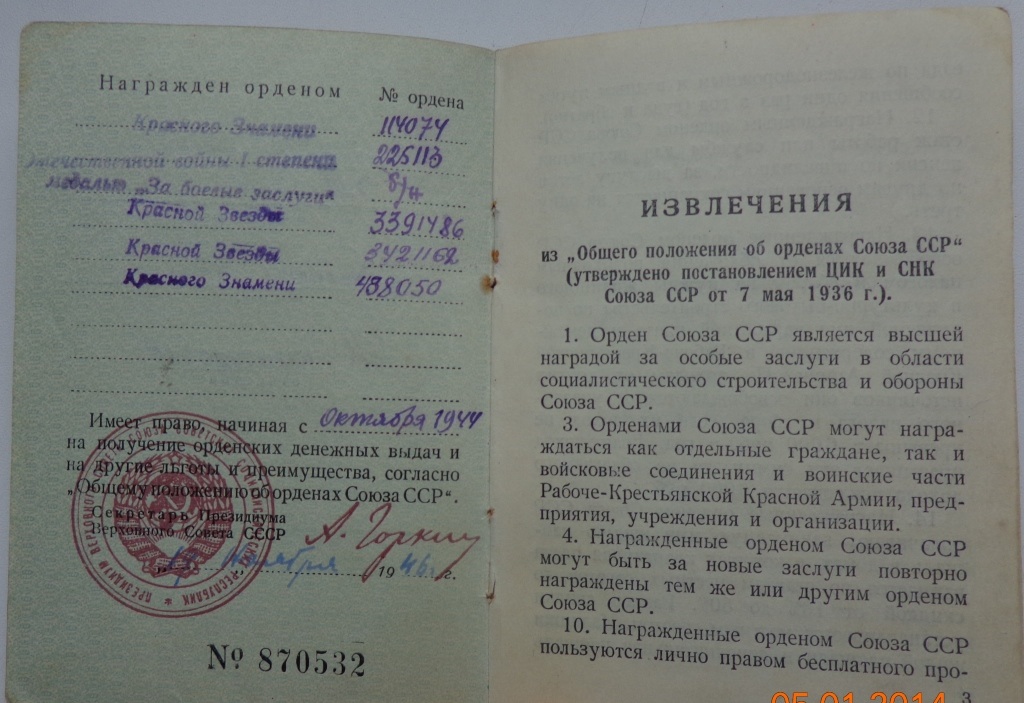 Награжден орденом № ордена
Красного Знамени 114074
Отечественной войны I степени 225113
медалью „За боевые заслуги“ б/н
Красной Звезды 3391486
Красной Звезды 3421162
Красного Знамени 438050
Имеет право, начиная с октября 1944
на получение орденских денежных выдач и
на другие льготы и преимущества, согласно
„Общему положению об орденах Союза ССР“.
Секретарь Президиума
Верховного Совета СССР А. Горкин
ноября 1946 г.
№ 870532
ИЗВЛЕЧЕНИЯ
из „Общего положения об орденах Союза ССР“
(утверждено постановлением ЦИК и СНК
Союза ССР от 7 мая 1936 г.).
1. Орден Союза ССР является высшей
наградой за особые заслуги в области
социалистического строительства и обороны
Союза ССР.
3. Орденами Союза ССР могут награ-
ждаться как отдельные граждане, так и
войсковые соединения и воинские части
Рабоче-Крестьянской Красной Армии, пред-
приятия, учреждения и организации.
4. Награжденные орденом Союза ССР
могут быть за новые заслуги повторно
награждены тем же или другим орденом
Союза ССР.
10. Награжденные орденом Союза ССР
пользуются лично правом бесплатного про-
3
05.01.2014